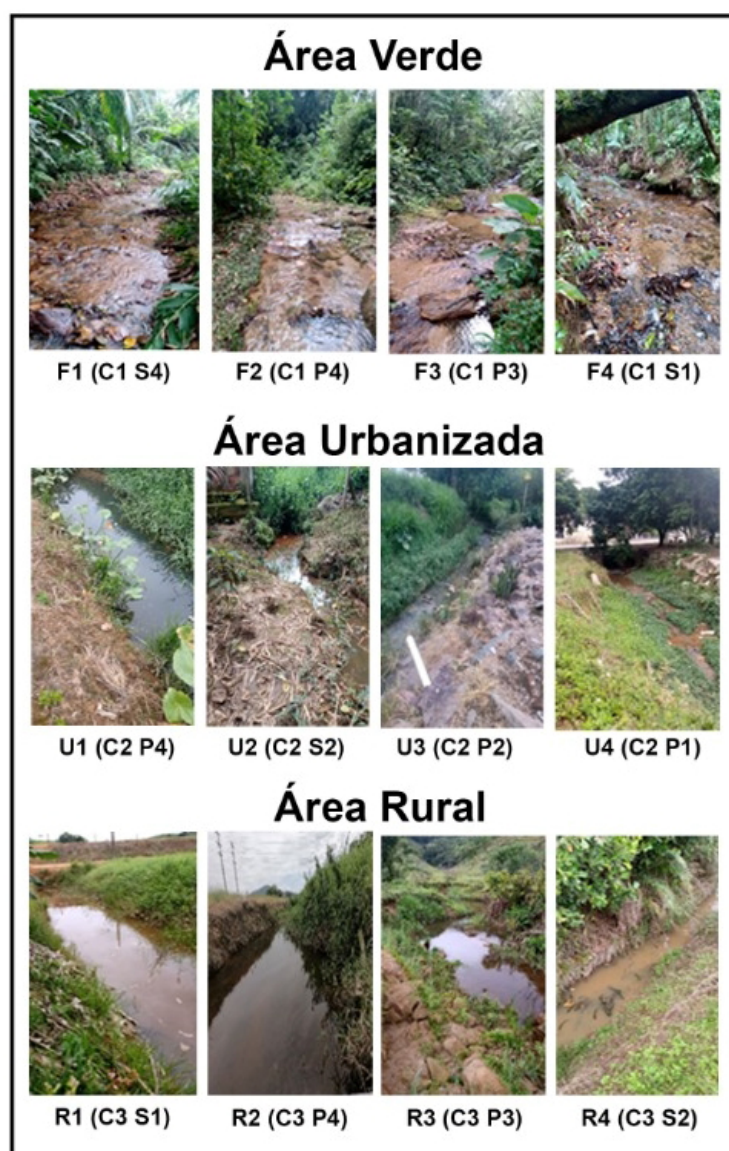 Área Verde
F1 (C1 S4) F2 (C1 P4) F3 (C1 P3) F4 (C1 S1)
Área Urbanizada
U1 (C2 P4) U2 (C2 S2) U3 (C2 P2) U4 (C2 P1)
Área Rural
R1 (C3 S1) R2 (C3 P4) R3 (C3 P3) R4 (C3 S2)